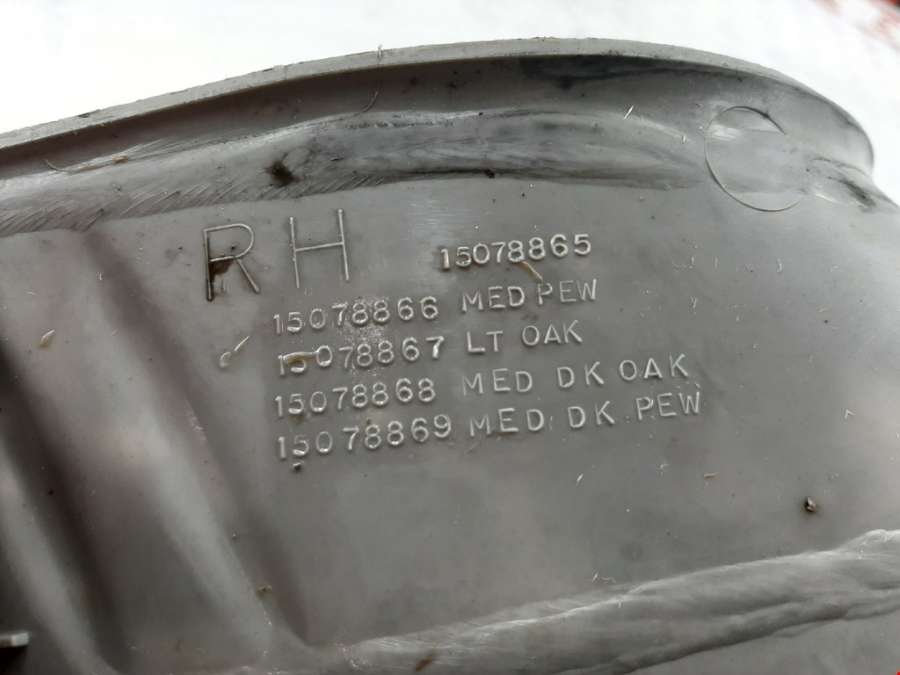 RH 15078865
15078866 MED PEW
15078867 LT OAK
15078868 MED DK OAK
15078869 MED DK PEW